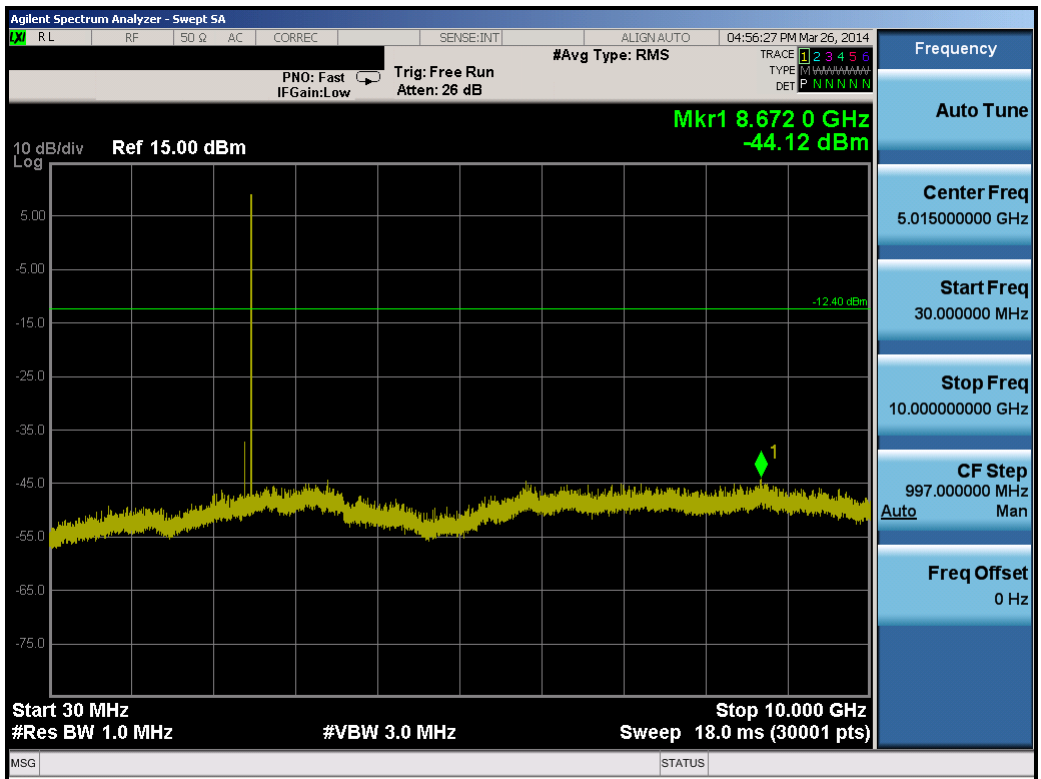 Agilent Spectrum Analyzer - Swept SA
LXI RL RF 50 Ω AC CORREC SENSE:INT ALIGN AUTO 04:56:27 PM Mar 26, 2014
#Avg Type: RMS
TRACE 1 2 3 4 5 6
PNO: Fast Trig: Free Run
TYPE M WWWWW
IFGain:Low Atten: 26 dB
DET P N N N N N
Mkr1 8.672 0 GHz
-44.12 dBm
10 dB/div Ref 15.00 dBm
Log
5.00
-5.00
-12.40 dBm
-15.0
-25.0
-35.0
1
-45.0
-55.0
-65.0
-75.0
Start 30 MHz Stop 10.000 GHz
#Res BW 1.0 MHz #VBW 3.0 MHz Sweep 18.0 ms (30001 pts)
MSG STATUS
Frequency
Auto Tune
Center Freq
5.015000000 GHz
Start Freq
30.000000 MHz
Stop Freq
10.000000000 GHz
CF Step
997.000000 MHz
Auto Man
Freq Offset
0 Hz